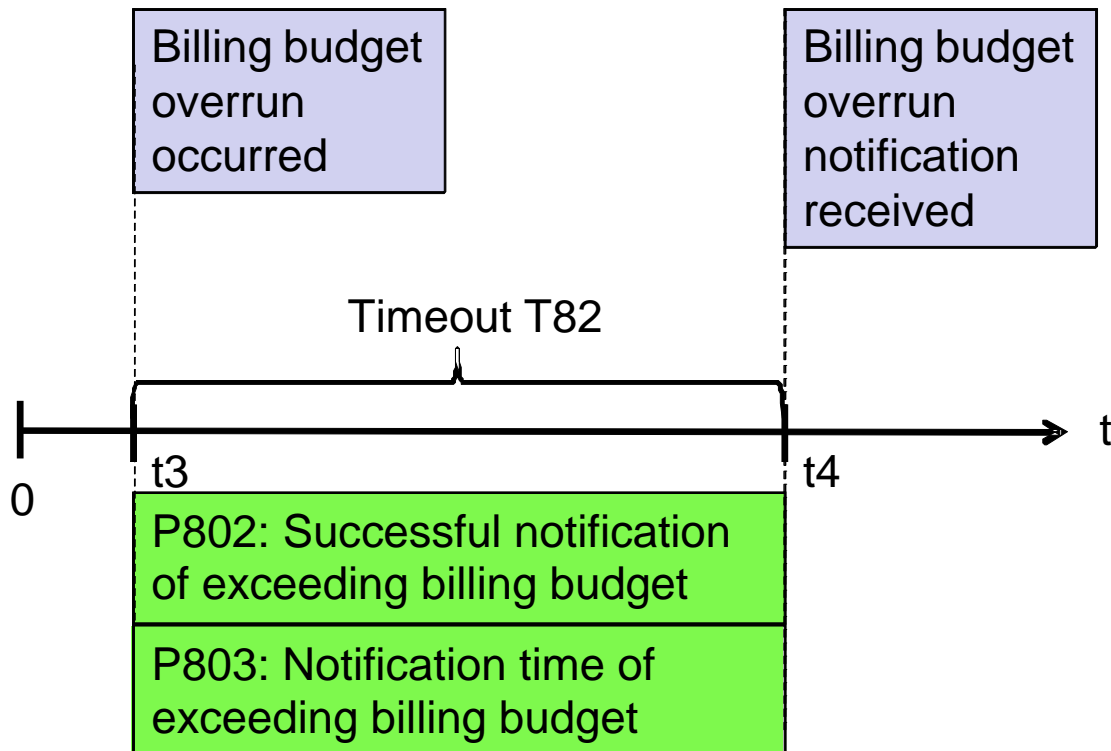 Billing budget
overrun
occurred
Billing budget
overrun
notification
received
Timeout T82
t
t3
t4
0
P802: Successful notification
of exceeding billing budget
P803: Notification time of
exceeding billing budget